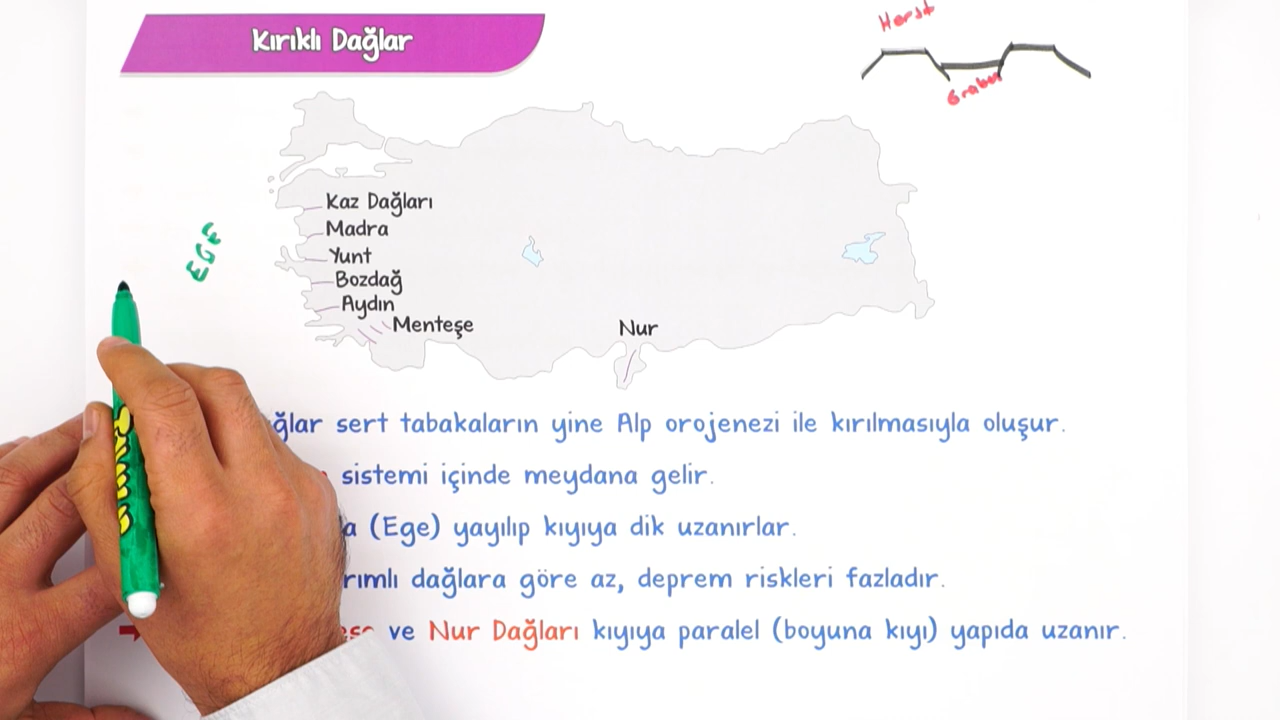 Kırıklı Dağlar
Horst
Graben
EGE
Kaz Dağları
Madra
Yunt
Bozdağ
Aydın
Menteşe
Nur
sert tabakaların yine Alp orojenezi ile kırılmasıyla oluşur.
sistemi içinde meydana gelir.
(Ege) yayılıp kıyıya dik uzanırlar.
dağlara göre az, deprem riskleri fazladır.
ve Nur Dağları kıyıya paralel (boyuna kıyı) yapıda uzanır.